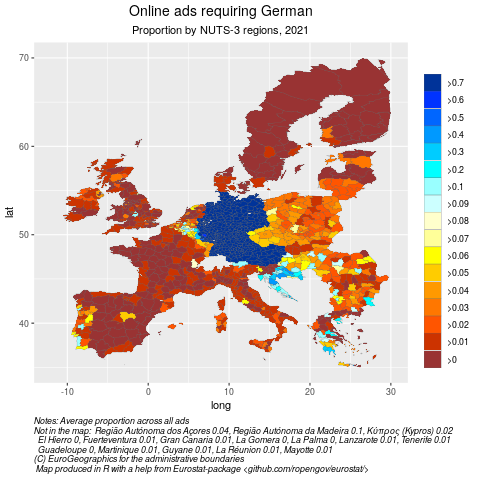 Online ads requiring German
Proportion by NUTS-3 regions, 2021
70
60
50
40
lat
-10
0
10
20
30
long
>0.7
>0.6
>0.5
>0.4
>0.3
>0.2
>0.1
>0.09
>0.08
>0.07
>0.06
>0.05
>0.04
>0.03
>0.02
>0.01
>0
Notes: Average proportion across all ads
Not in the map: Região Autónoma dos Açores 0.04, Região Autónoma da Madeira 0.1, Κύπρος (Kypros) 0.02
El Hierro 0, Fuerteventura 0.01, Gran Canaria 0.01, La Gomera 0, La Palma 0, Lanzarote 0.01, Tenerife 0.01
Guadeloupe 0, Martinique 0.01, Guyane 0.01, La Réunion 0.01, Mayotte 0.01
(C) EuroGeographics for the administrative boundaries
Map produced in R with a help from Eurostat-package <github.com/ropengov/eurostat/>